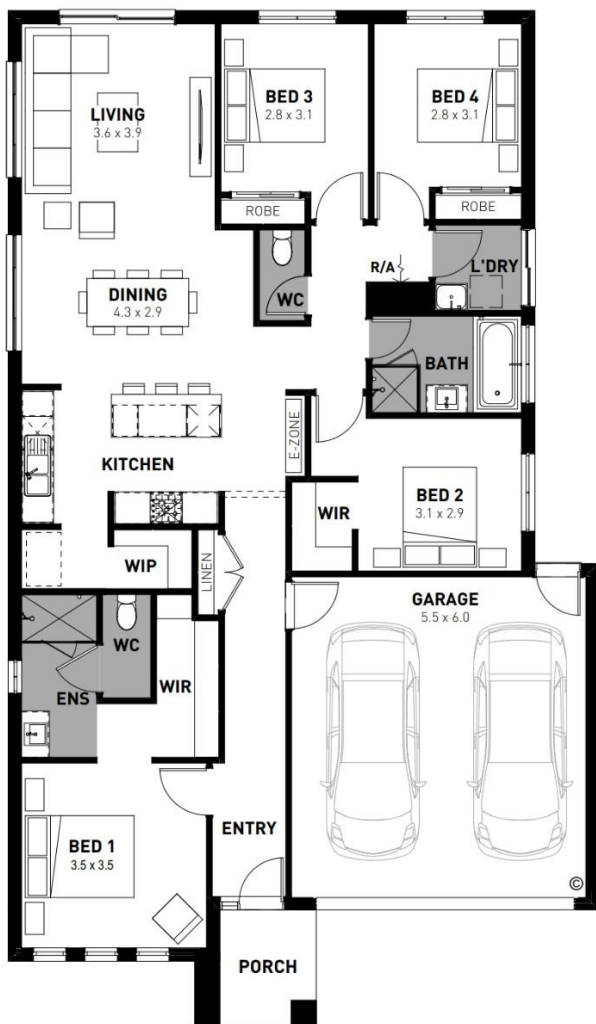 LIVING
3.6 x 3.9
BED 3
2.8 x 3.1
BED 4
2.8 x 3.1
ROBE
ROBE
WC
R/A
L'DRY
DINING
4.3 x 2.9
BATH
E-ZONE
KITCHEN
BED 2
3.1 x 2.9
WIR
WIP
LINEN
GARAGE
5.5 x 6.0
WC
WIR
ENS
BED 1
3.5 x 3.5
ENTRY
©
PORCH